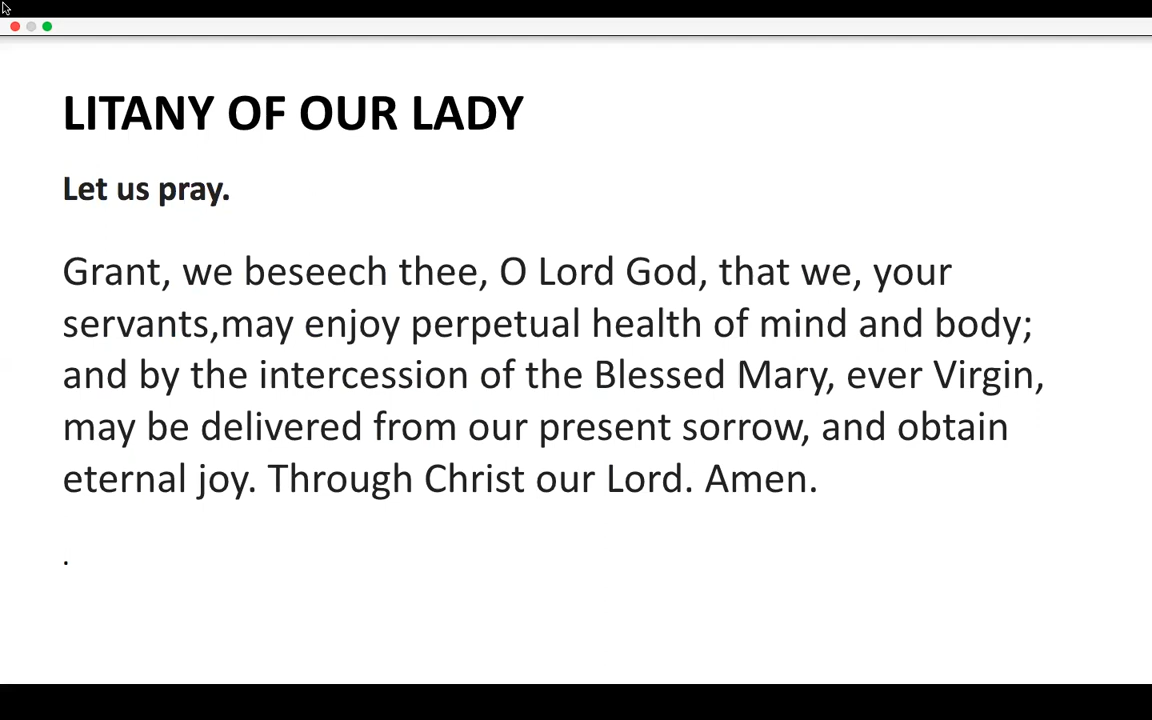 LITANY OF OUR LADY
Let us pray.
Grant, we beseech thee, O Lord God, that we, your
servants,may enjoy perpetual health of mind and body;
and by the intercession of the Blessed Mary, ever Virgin,
may be delivered from our present sorrow, and obtain
eternal joy. Through Christ our Lord. Amen.
.